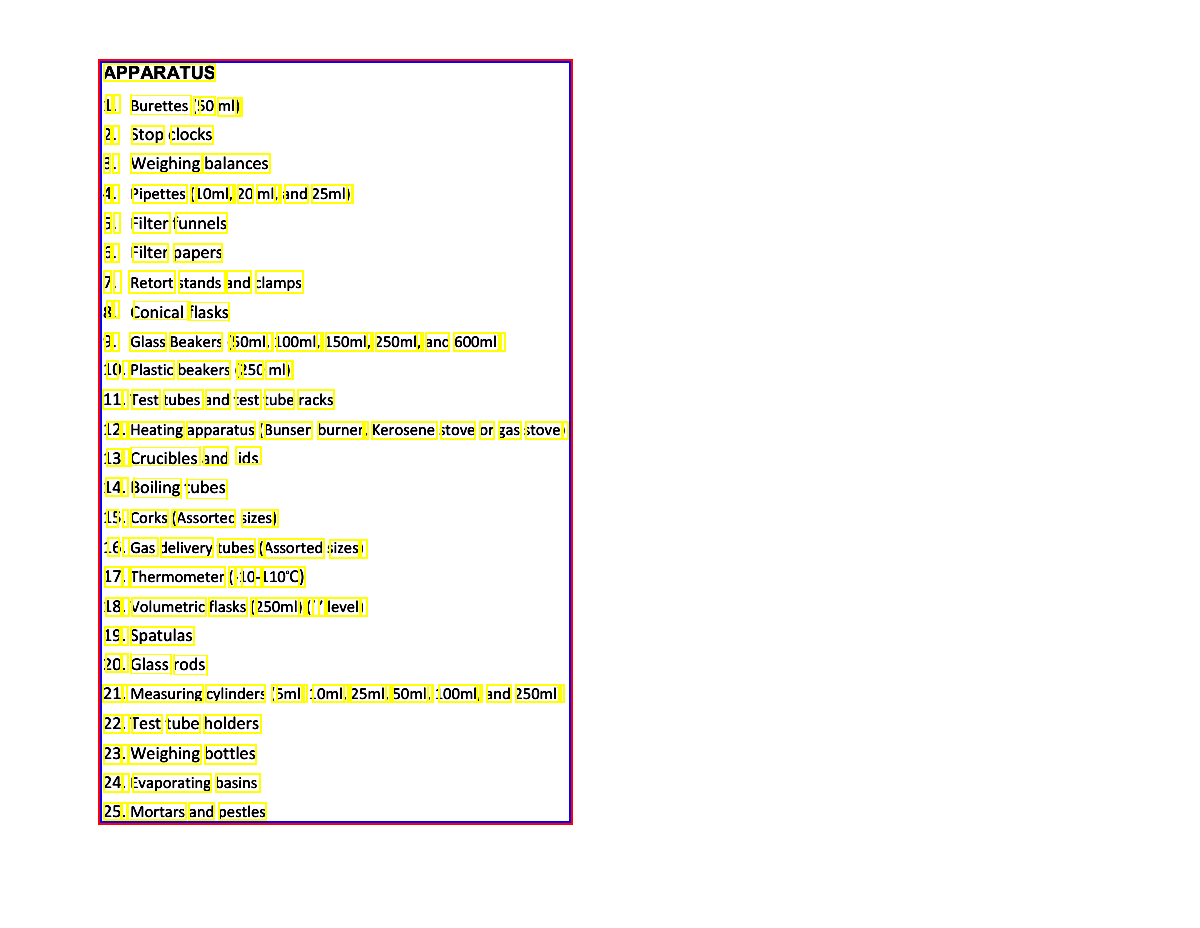 APPARATUS
1. Burettes (50 ml)
2. Stop clocks
3. Weighing balances
4. Pipettes (10ml, 20 ml, and 25ml)
5. Filter funnels
6. Filter papers
7. Retort stands and clamps
8. Conical flasks
9. Glass Beakers (50ml, 100ml, 150ml, 250ml, and 600ml)
10. Plastic beakers (250 ml)
11. Test tubes and test tube racks
12. Heating apparatus (Bunsen burner, Kerosene stove or gas stove)
13. Crucibles and lids
14. Boiling tubes
15. Corks (Assorted sizes)
16. Gas delivery tubes (Assorted sizes)
17. Thermometer (-10-110°C)
18. Volumetric flasks (250ml) (' ' level)
19. Spatulas
20. Glass rods
21. Measuring cylinders (5ml, 10ml, 25ml, 50ml, 100ml, and 250ml)
22. Test tube holders
23. Weighing bottles
24. Evaporating basins
25. Mortars and pestles